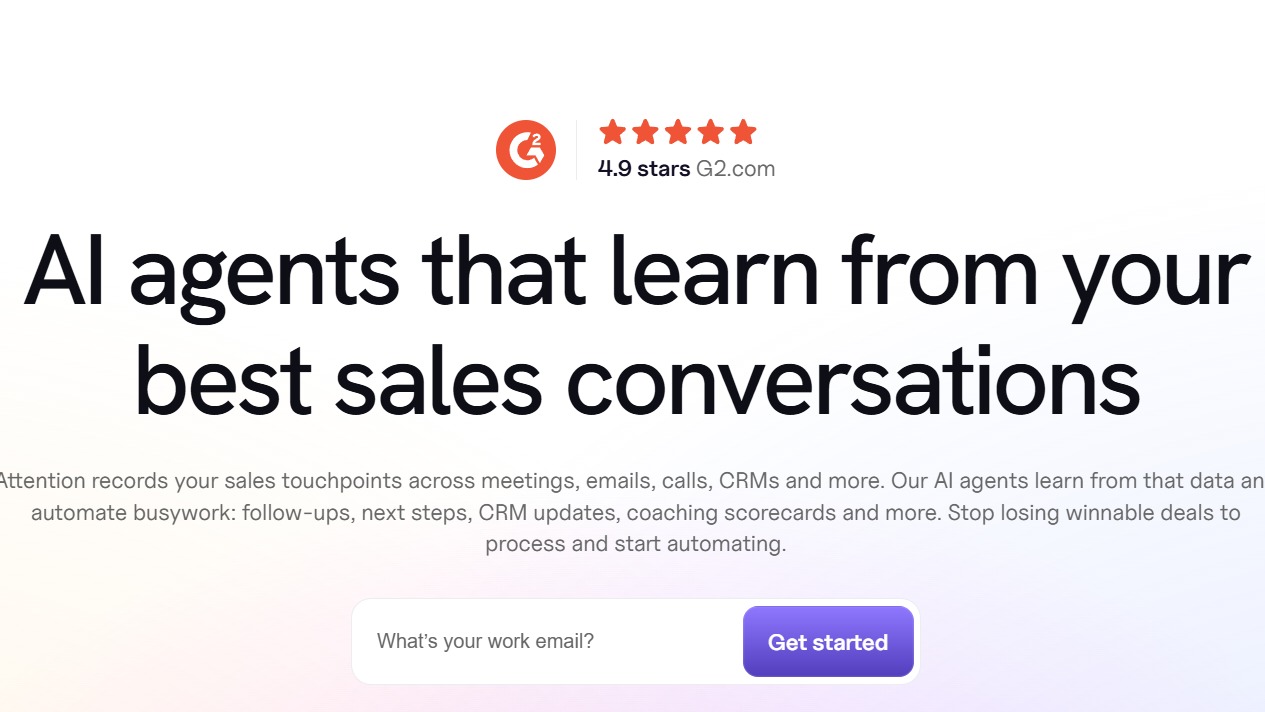 G2
4.9 stars G2.com
AI agents that learn from your
best sales conversations
Attention records your sales touchpoints across meetings, emails, calls, CRMs and more. Our AI agents learn from that data an
automate busywork: follow-ups, next steps, CRM updates, coaching scorecards and more. Stop losing winnable deals to
process and start automating.
What's your work email?
Get started